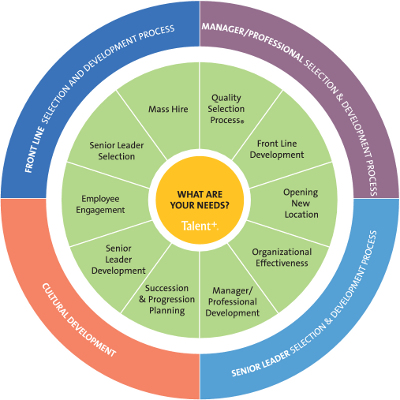 FRONT LINE SELECTION AND DEVELOPMENT PROCESS
MANAGER/PROFESSIONAL SELECTION & DEVELOPMENT PROCESS
SENIOR LEADER SELECTION & DEVELOPMENT PROCESS
CULTURAL DEVELOPMENT
Mass Hire
Quality
Selection
Process®
Front Line
Development
Opening
New
Location
Organizational
Effectiveness
Manager/
Professional
Development
Succession
& Progression
Planning
Senior
Leader
Development
Employee
Engagement
Senior Leader
Selection
WHAT ARE
YOUR NEEDS?
Talent+